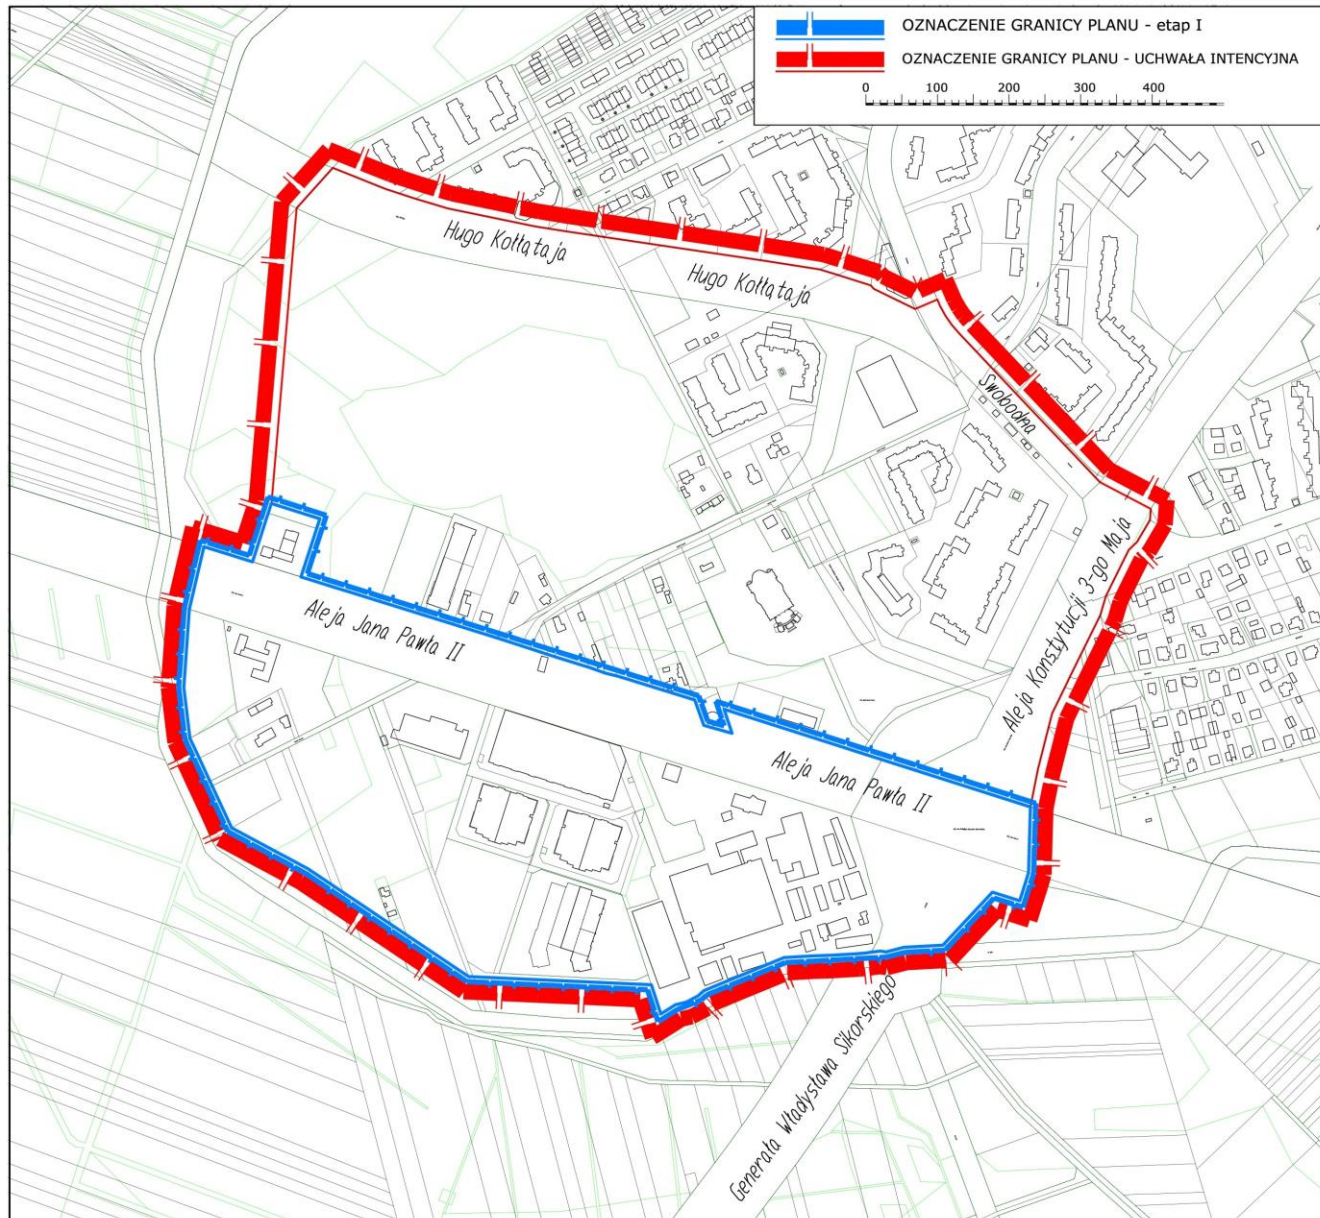 OZNACZENIE GRANICY PLANU - etap I
OZNACZENIE GRANICY PLANU - UCHWAŁA INTENCYJNA
0 100 200 300 400
Hugo Kołłątaja
Hugo Kołłątaja
Swobodna
Aleja Konstytucji 3-go Maja
Aleja Jana Pawła II
Aleja Jana Pawła II
Generała Władysława Sikorskiego